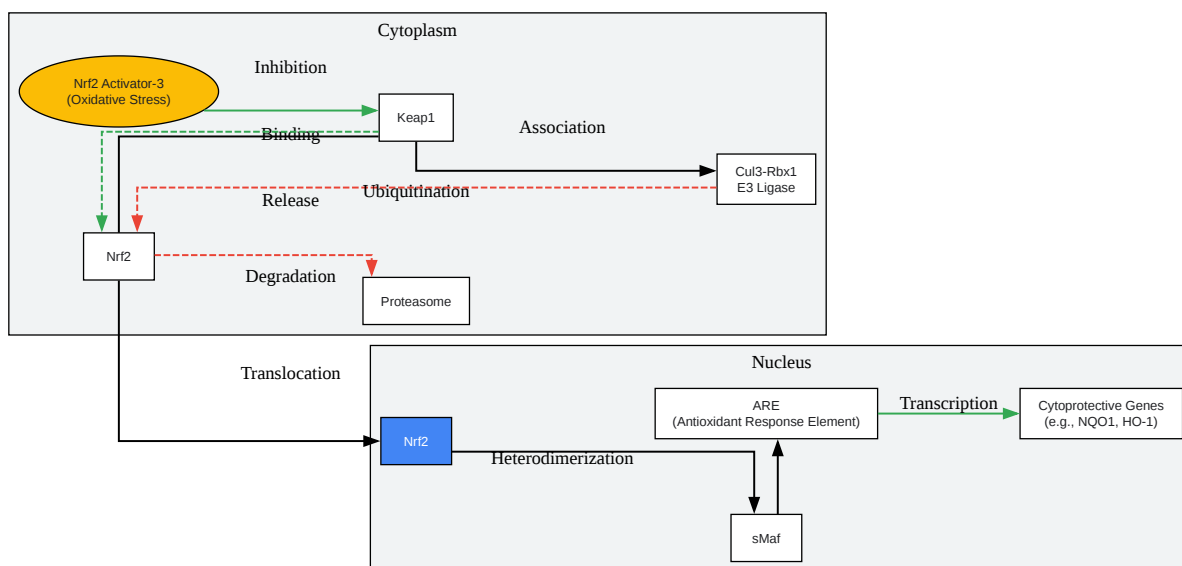 Cytoplasm
Inhibition
Nrf2 Activator-3
(Oxidative Stress)
Keap1
Binding
Association
Cul3-Rbx1
E3 Ligase
Ubiquitination
Release
Nrf2
Degradation
Proteasome
Nucleus
Translocation
ARE
(Antioxidant Response Element)
Transcription
Cytoprotective Genes
(e.g., NQO1, HO-1)
Nrf2
Heterodimerization
sMaf